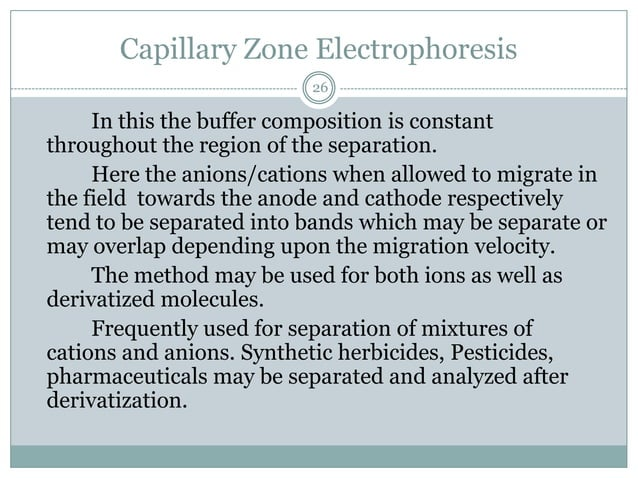 Capillary Zone Electrophoresis
26
In this the buffer composition is constant
throughout the region of the separation.
Here the anions/cations when allowed to migrate in
the field towards the anode and cathode respectively
tend to be separated into bands which may be separate or
may overlap depending upon the migration velocity.
The method may be used for both ions as well as
derivatized molecules.
Frequently used for separation of mixtures of
cations and anions. Synthetic herbicides, Pesticides,
pharmaceuticals may be separated and analyzed after
derivatization.